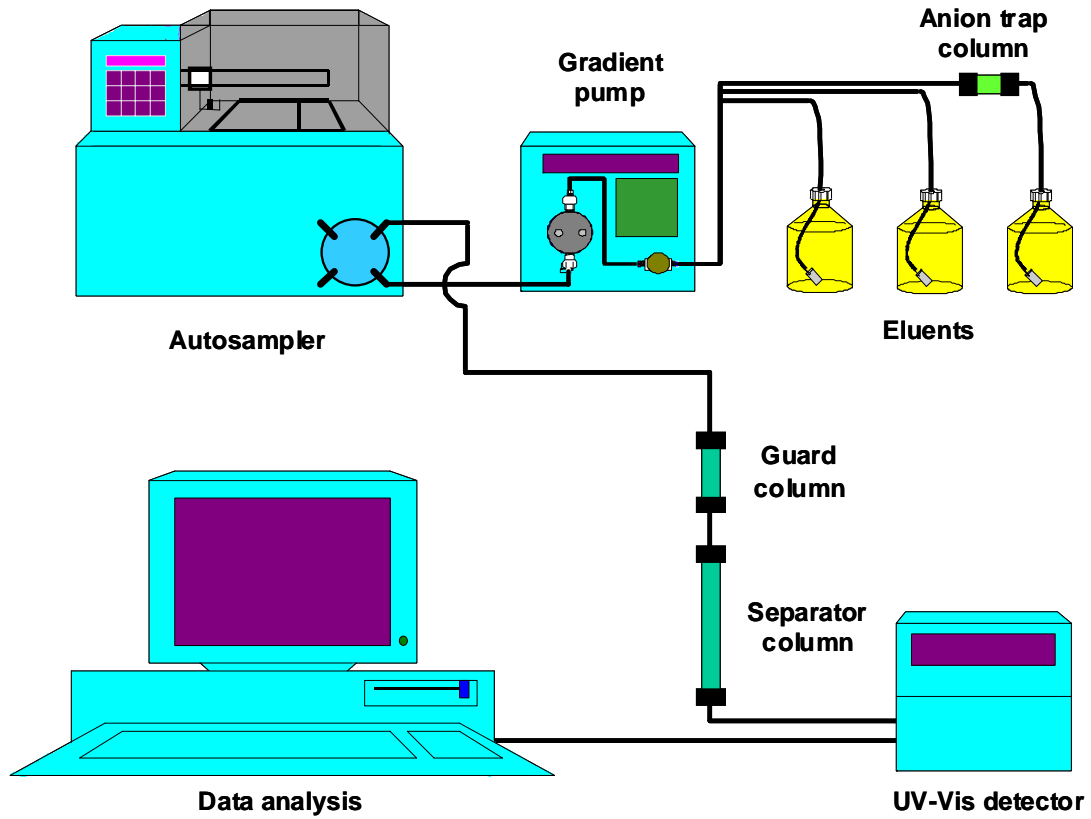 Anion trap
column
Gradient
pump
Autosampler
Eluents
Guard
column
Separator
column
Data analysis
UV-Vis detector